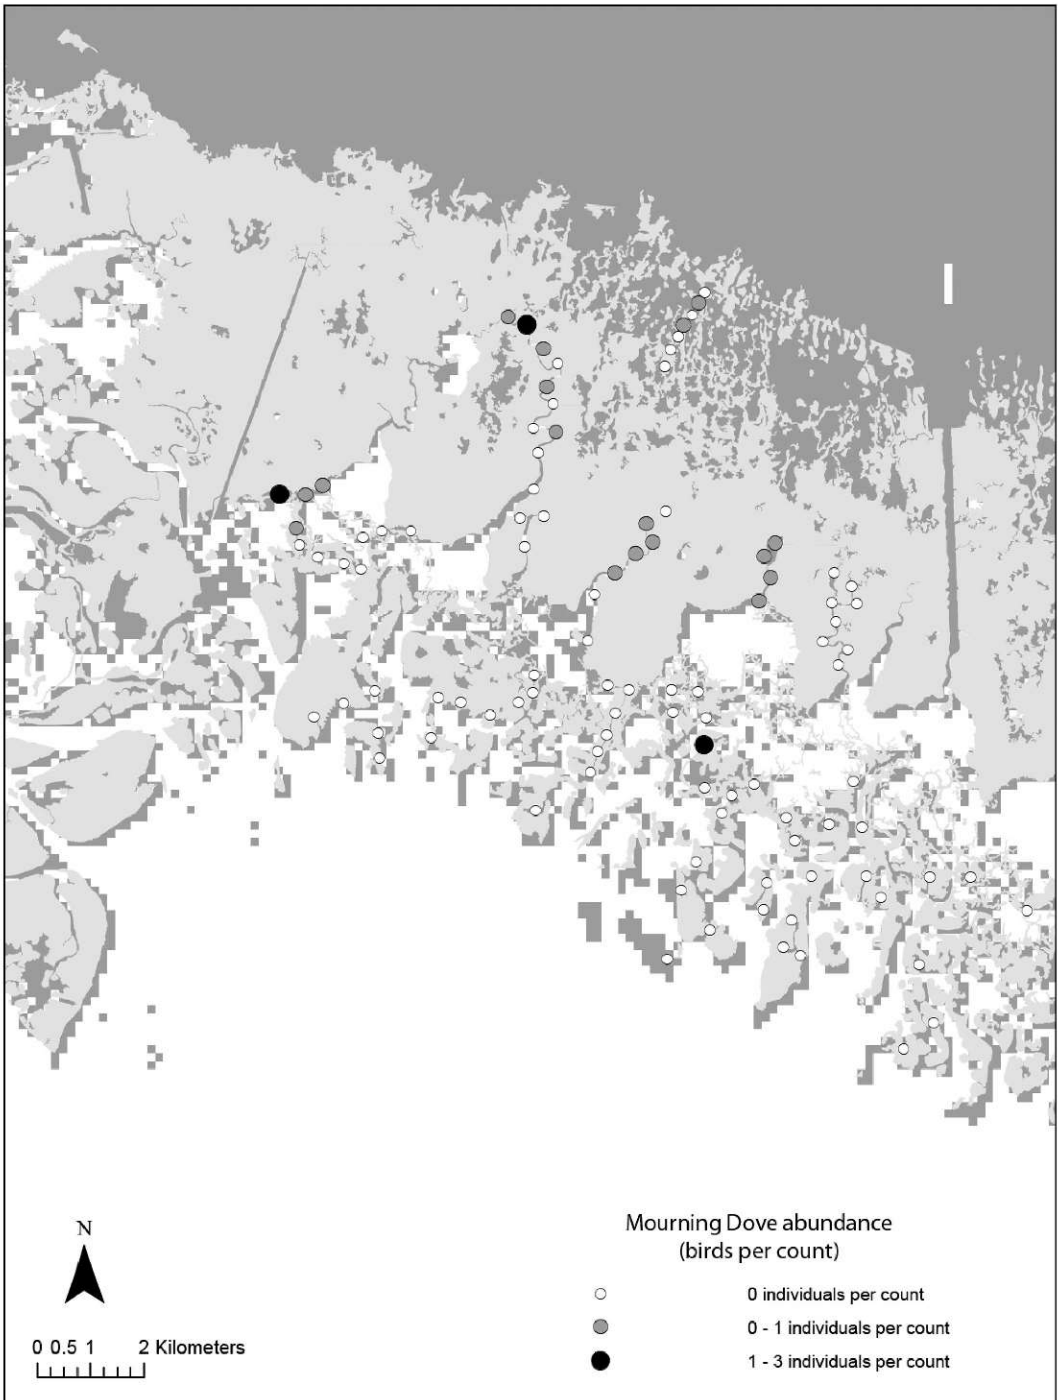 Mourning Dove abundance
(birds per count)
N
0 individuals per count
0 - 1 individuals per count
0 0.5 1 2 Kilometers
1 - 3 individuals per count